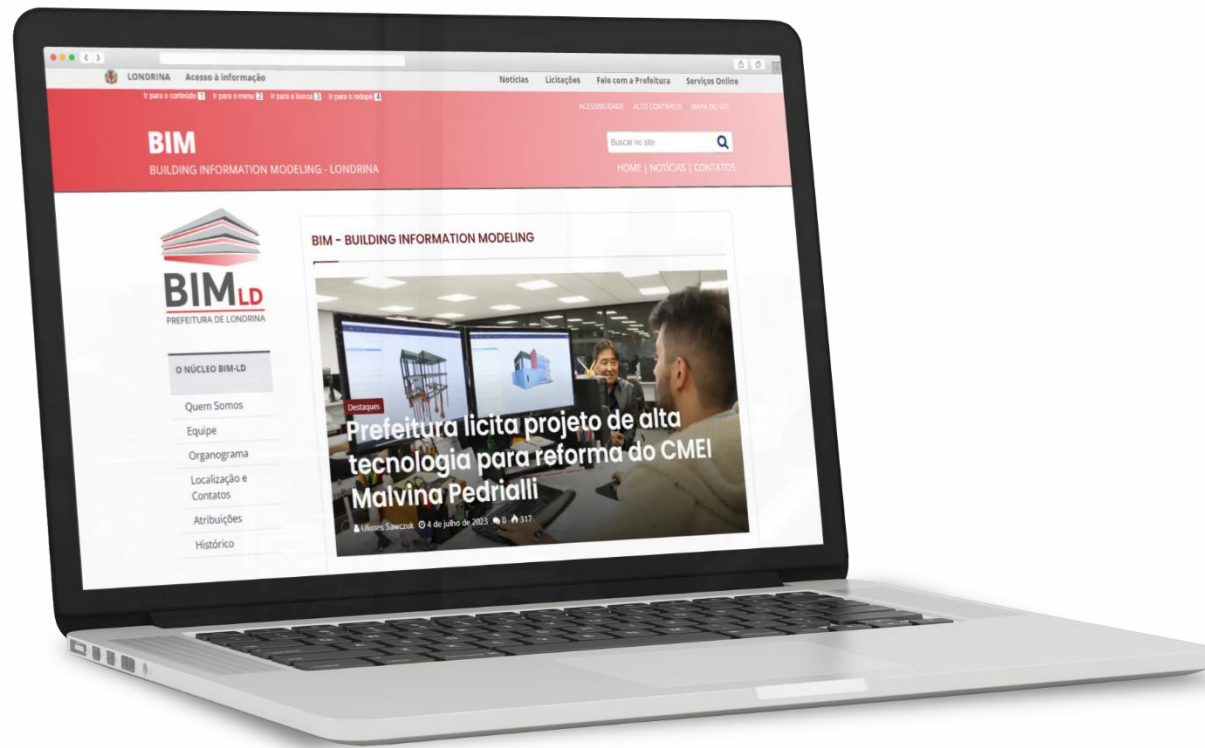 LONDRINA Acesso à informação Notícias Licitações Fale com a Prefeitura Serviços Online
Ir para o conteúdo 1 Ir para o menu 2 Ir para a busca 3 Ir para o rodapé 4
ACESSIBILIDADE ALTO CONTRASTE MAPA DO SITE
BIM
Buscar no site
BUILDING INFORMATION MODELING - LONDRINA
HOME | NOTÍCIAS | CONTATOS
BIM - BUILDING INFORMATION MODELING
BIMLD
PREFEITURA DE LONDRINA
O NÚCLEO BIM-LD
Quem Somos
Equipe
Organograma
Localização e
Contatos
Atribuições
Histórico
Destaques
Prefeitura licita projeto de alta
tecnologia para reforma do CMEI
Malvina Pedrialli
Ulisses Sawczuk 4 de julho de 2023 0 317